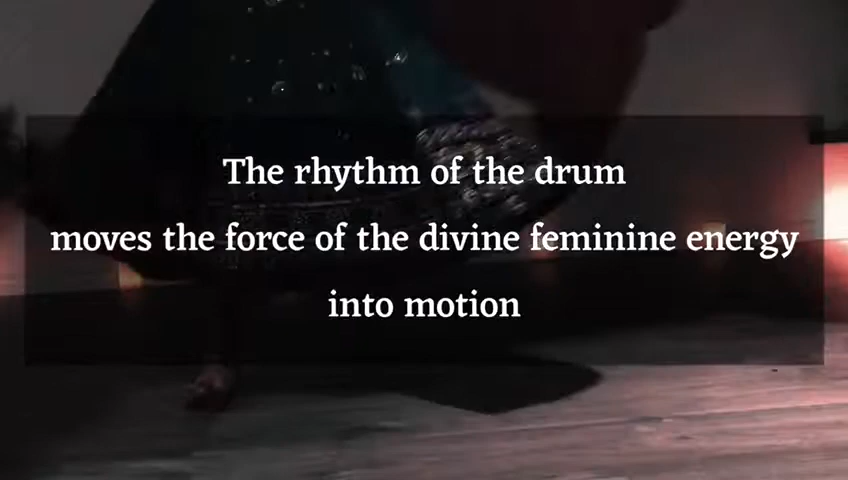 The rhythm of the drum
moves the force of the divine feminine energy
into motion